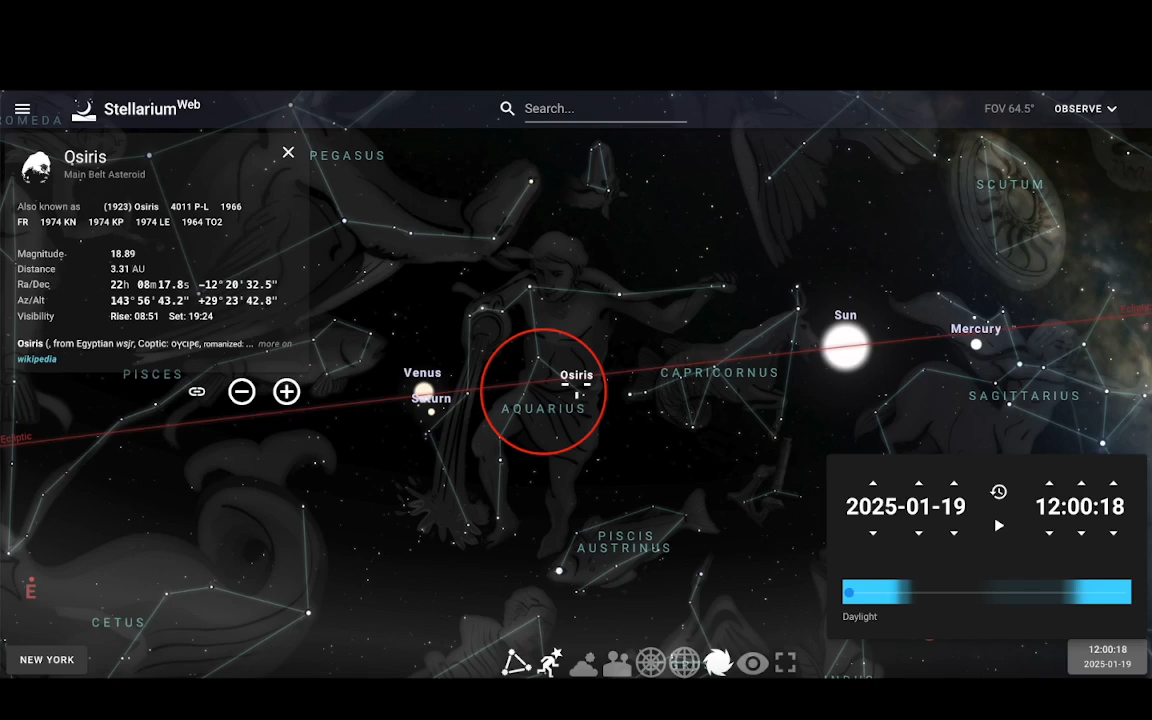 StellariumWeb
Search...
FOV 64.5°
OBSERVE
OMEDA
Osiris
Main Belt Asteroid
PEGASUS
SCUTUM
Also known as (1923) Osiris 4011 P-L 1966
FR 1974 KN 1974 KP 1974 LE 1964 TO2
Magnitude 18.89
Distance 3.31 AU
Ra/Dec 22h 08m 17.8s -12°20'32.5"
Az/Alt 143°56'43.2" +29°23'42.8"
Visibility Rise: 08:51 Set: 19:24
Osiris (, from Egyptian wsjr, Coptic: ⲟⲩⲥⲓⲣⲉ, romanized: ... more on
wikipedia
Sun
Mercury
Ecliptic
PISCES
Venus
Saturn
Osiris
CAPRICORNUS
SAGITTARIUS
AQUARIUS
Ecliptic
2025-01-19
12:00:18
PISCIS
AUSTRINUS
E
CETUS
Daylight
NEW YORK
12:00:18
2025-01-19